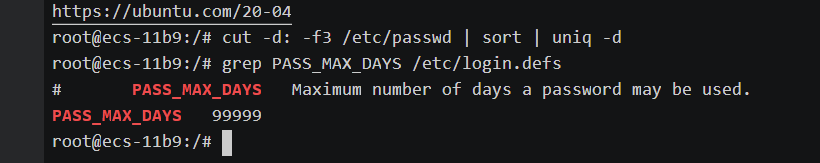 https://ubuntu.com/20-04
root@ecs-11b9:/# cut -d: -f3 /etc/passwd | sort | uniq -d
root@ecs-11b9:/# grep PASS_MAX_DAYS /etc/login.defs
#       PASS_MAX_DAYS   Maximum number of days a password may be used.
PASS_MAX_DAYS   99999
root@ecs-11b9:/#